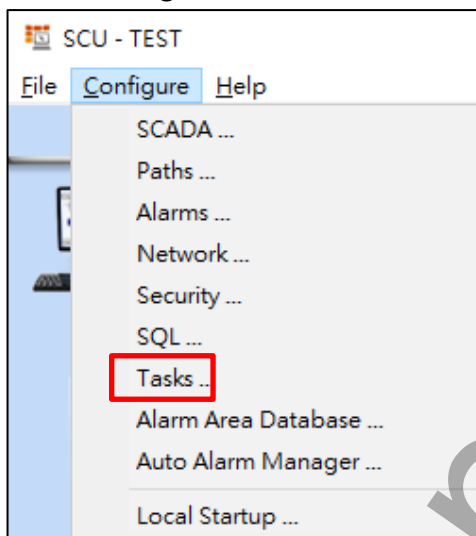 SCU - TEST
File Configure Help
SCADA ...
Paths ...
Alarms ...
Network ...
Security ...
SQL ...
Tasks ...
Alarm Area Database ...
Auto Alarm Manager ...
Local Startup ...